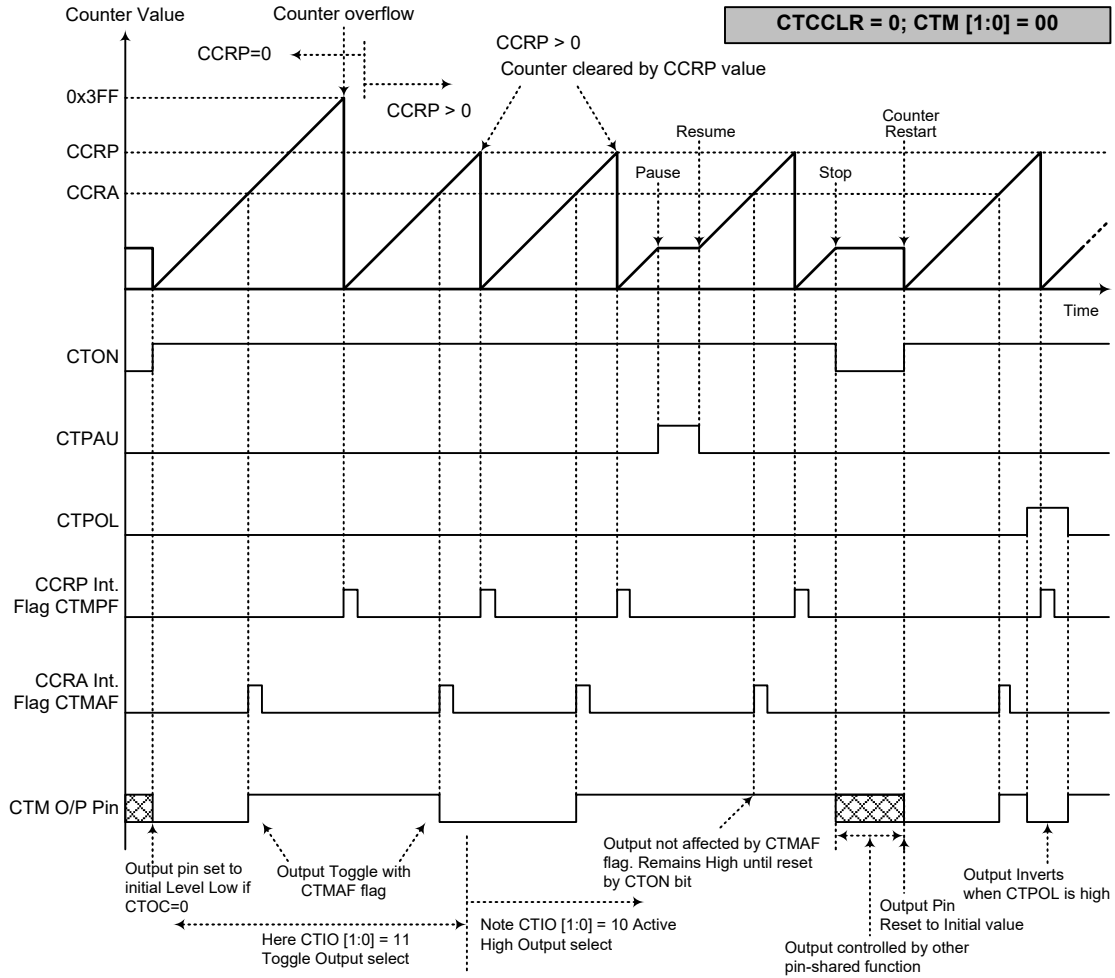 CTCCLR = 0; CTM [1:0] = 00
Counter Value
Counter overflow
CCRP=0
CCRP > 0
CCRP > 0
Counter cleared by CCRP value
0x3FF
CCRP
CCRA
Pause
Resume
Stop
Counter
Restart
Time
CTON
CTPAU
CTPOL
CCRP Int.
Flag CTMPF
CCRA Int.
Flag CTMAF
CTM O/P Pin
Output pin set to
initial Level Low if
CTOC=0
Output Toggle with
CTMAF flag
Here CTIO [1:0] = 11
Toggle Output select
Note CTIO [1:0] = 10 Active
High Output select
Output not affected by CTMAF
flag. Remains High until reset
by CTON bit
Output controlled by other
pin-shared function
Output Pin
Reset to Initial value
Output Inverts
when CTPOL is high